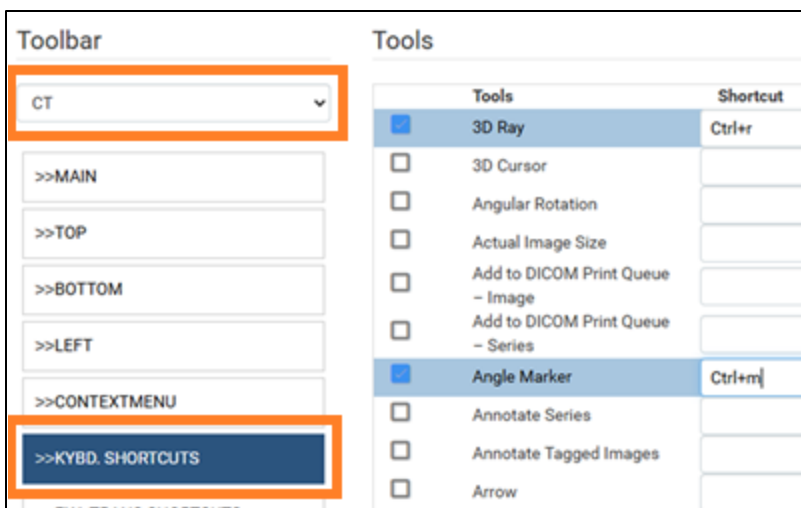 Toolbar
CT
>>MAIN
>>TOP
>>BOTTOM
>>LEFT
>>CONTEXTMENU
>>KYBD. SHORTCUTS
Tools
Tools Shortcut
3D Ray Ctrl+r
3D Cursor
Angular Rotation
Actual Image Size
Add to DICOM Print Queue
– Image
Add to DICOM Print Queue
– Series
Angle Marker Ctrl+m
Annotate Series
Annotate Tagged Images
Arrow